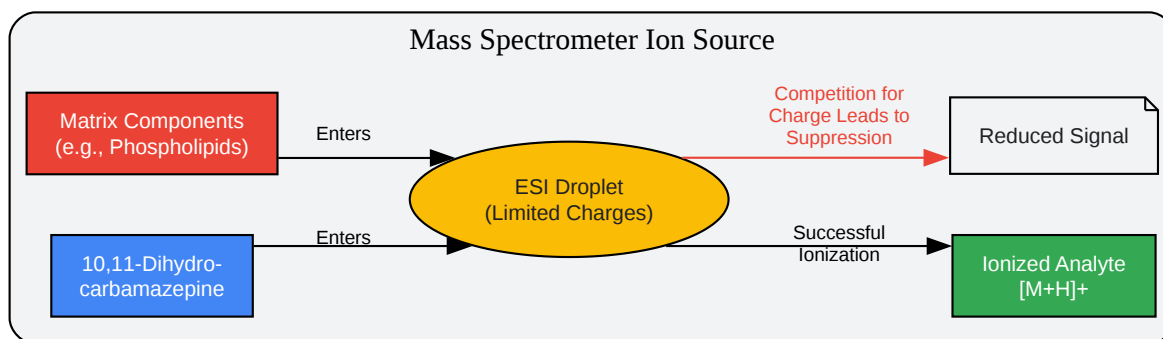 Mass Spectrometer Ion Source
Matrix Components
(e.g., Phospholipids)
Enters
Competition for
Charge Leads to
Suppression
Reduced Signal
ESI Droplet
(Limited Charges)
10,11-Dihydro-
carbamazepine
Enters
Successful
Ionization
Ionized Analyte
[M+H]+